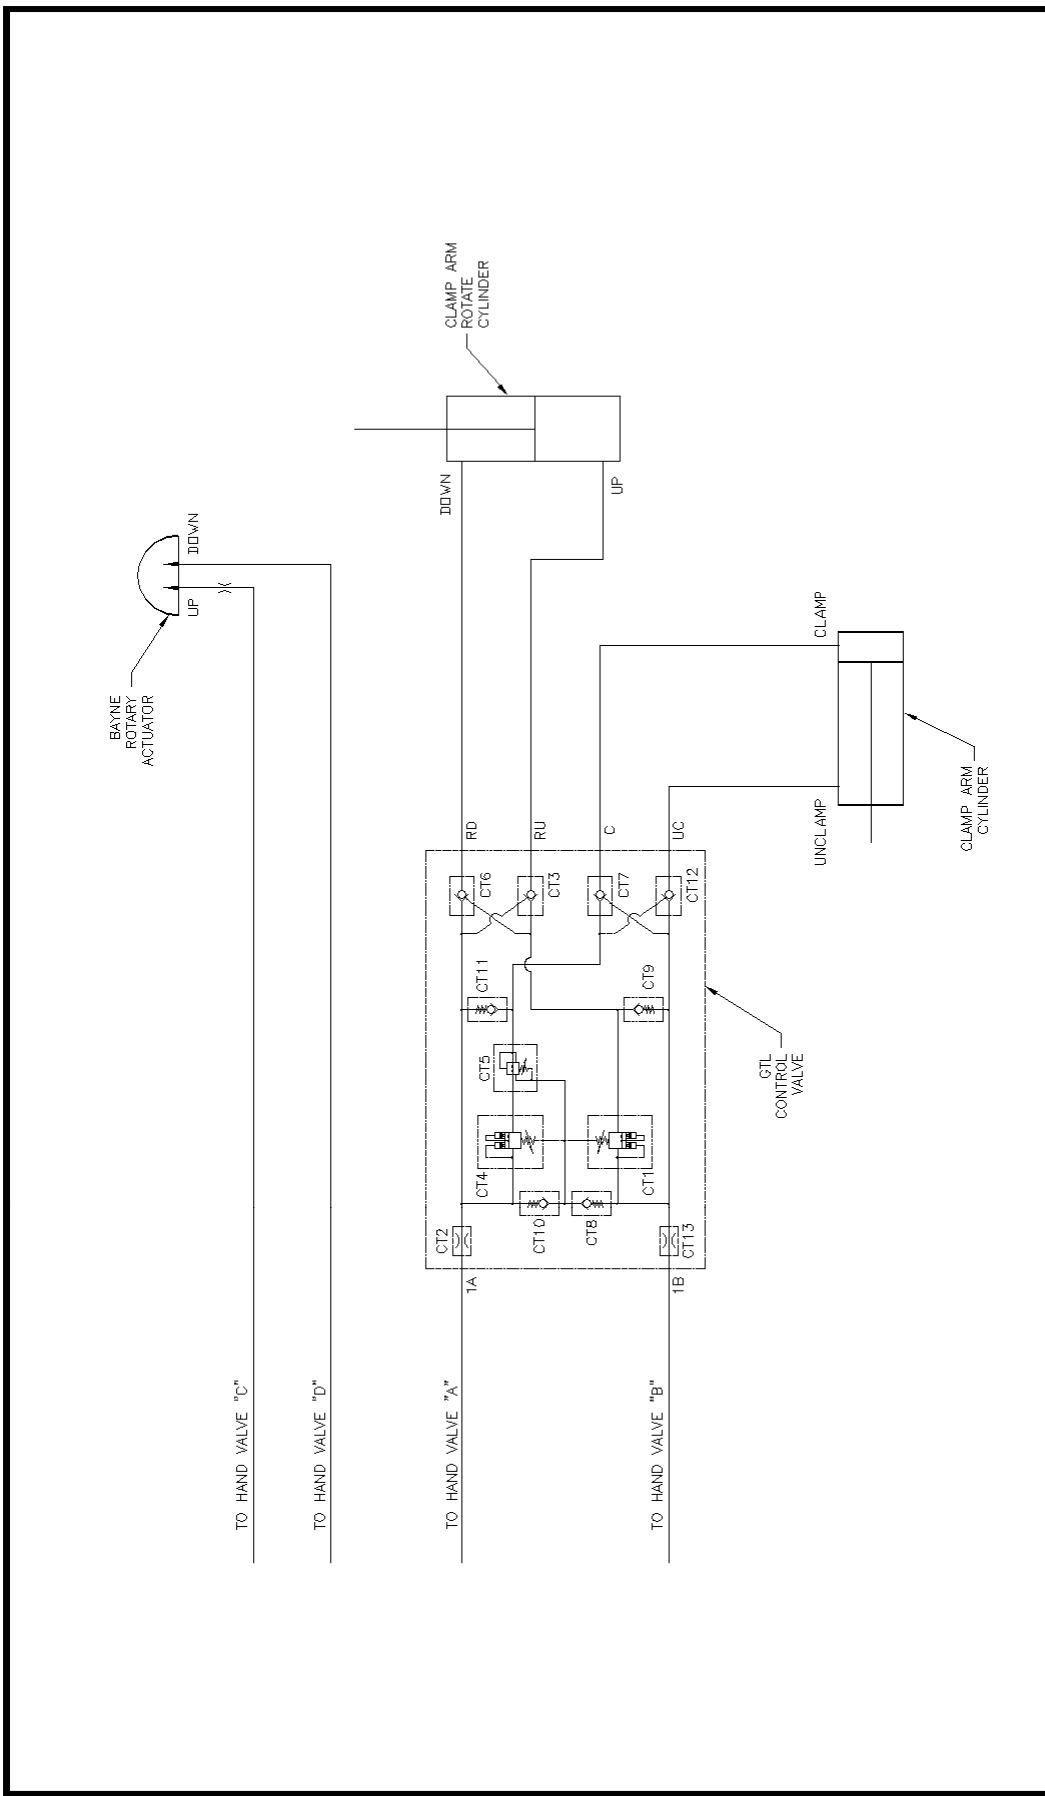 BAYNE
ROTARY
ACTUATOR
UP
DOWN
CLAMP ARM
ROTATE
CYLINDER
DOWN
UP
CLAMP
UNCLAMP
CLAMP ARM
CYLINDER
RD
RU
C
UC
CT6
CT3
CT7
CT12
CT11
CT9
CT5
CT4
CT1
CT10
CT8
CT2
CT13
GTL
CONTROL
VALVE
1A
1B
TO HAND VALVE "C"
TO HAND VALVE "D"
TO HAND VALVE "A"
TO HAND VALVE "B"